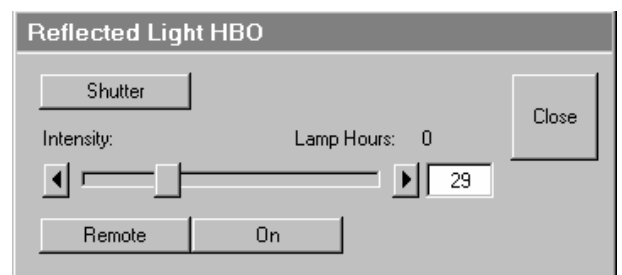 Reflected Light HBO
Shutter
Close
Intensity: Lamp Hours: 0
29
Remote On